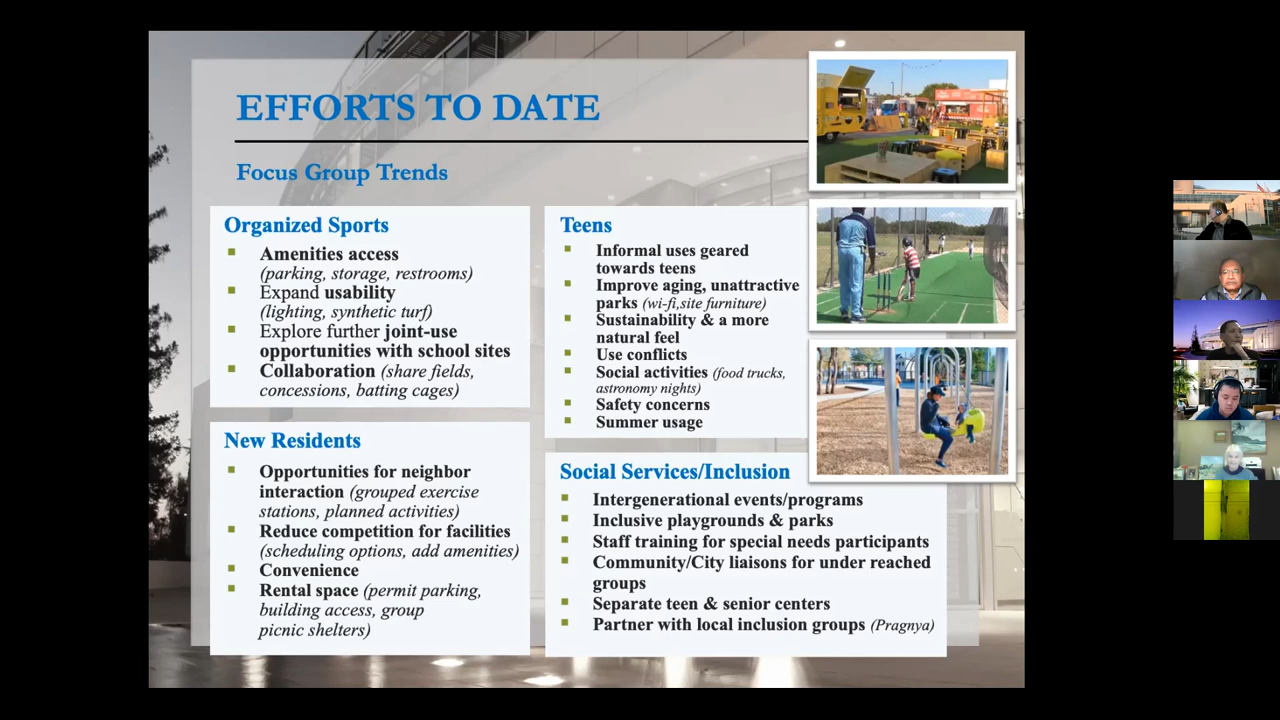 EFFORTS TO DATE
Focus Group Trends
Organized Sports
Amenities access
(parking, storage, restrooms)
Expand usability
(lighting, synthetic turf)
Explore further joint-use
opportunities with school sites
Collaboration (share fields,
concessions, batting cages)
New Residents
Opportunities for neighbor
interaction (grouped exercise
stations, planned activities)
Reduce competition for facilities
(scheduling options, add amenities)
Convenience
Rental space (permit parking,
building access, group
picnic shelters)
Teens
Informal uses geared
towards teens
Improve aging, unattractive
parks (wi-fi,site furniture)
Sustainability & a more
natural feel
Use conflicts
Social activities (food trucks,
astronomy nights)
Safety concerns
Summer usage
Social Services/Inclusion
Intergenerational events/programs
Inclusive playgrounds & parks
Staff training for special needs participants
Community/City liaisons for under reached
groups
Separate teen & senior centers
Partner with local inclusion groups (Pragnya)